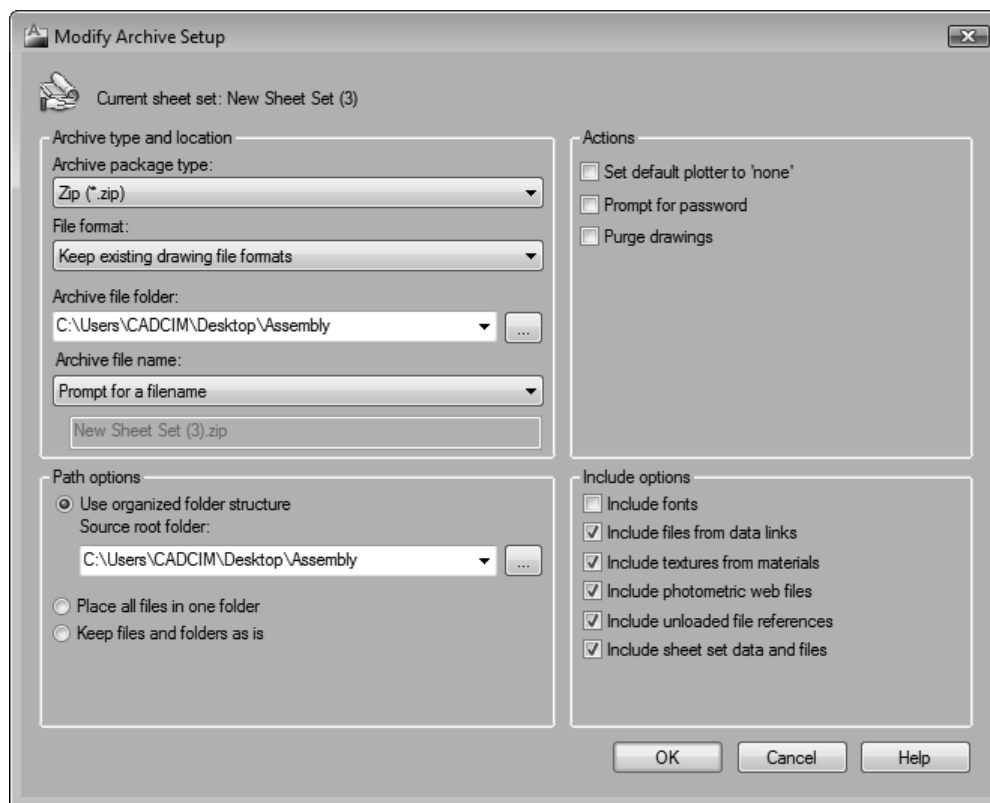 Modify Archive Setup
Current sheet set: New Sheet Set (3)
Archive type and location
Archive package type:
Zip (*.zip)
File format:
Keep existing drawing file formats
Archive file folder:
C:\Users\CADCIM\Desktop\Assembly
...
Archive file name:
Prompt for a filename
New Sheet Set (3).zip
Actions
Set default plotter to 'none'
Prompt for password
Purge drawings
Path options
Use organized folder structure
Source root folder:
C:\Users\CADCIM\Desktop\Assembly
...
Place all files in one folder
Keep files and folders as is
Include options
Include fonts
Include files from data links
Include textures from materials
Include photometric web files
Include unloaded file references
Include sheet set data and files
OK
Cancel
Help